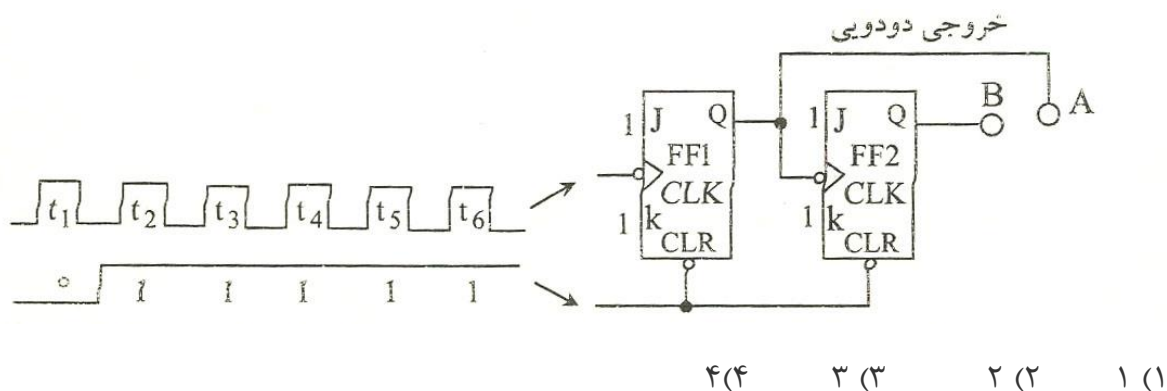 خروجی دودویی
B A
1 J Q 1 J Q
FF1 FF2
CLK CLK
t1 t2 t3 t4 t5 t6
1 k 1 k
CLR CLR
0 1 1 1 1 1
۱ (۱ ۲ (۲ ۳ (۳ ۴ (۴